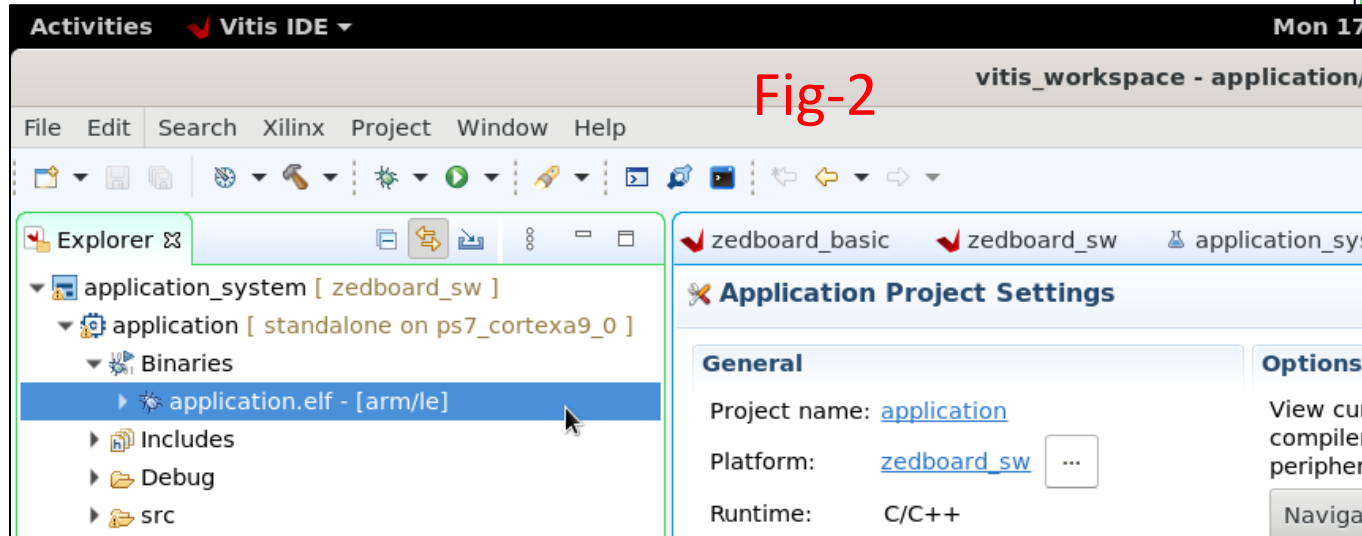 Activities Vitis IDE Mon 17
Fig-2
vitis_workspace - application/
File Edit Search Xilinx Project Window Help
Explorer
zedboard_basic zedboard_sw application_sys
application_system [ zedboard_sw ]
Application Project Settings
application [ standalone on ps7_cortexa9_0 ]
Binaries
General Options
application.elf - [arm/le]
Project name: application View cur
Includes
compiler
Platform: zedboard_sw ...
peripher
Debug
src
Runtime: C/C++ Naviga